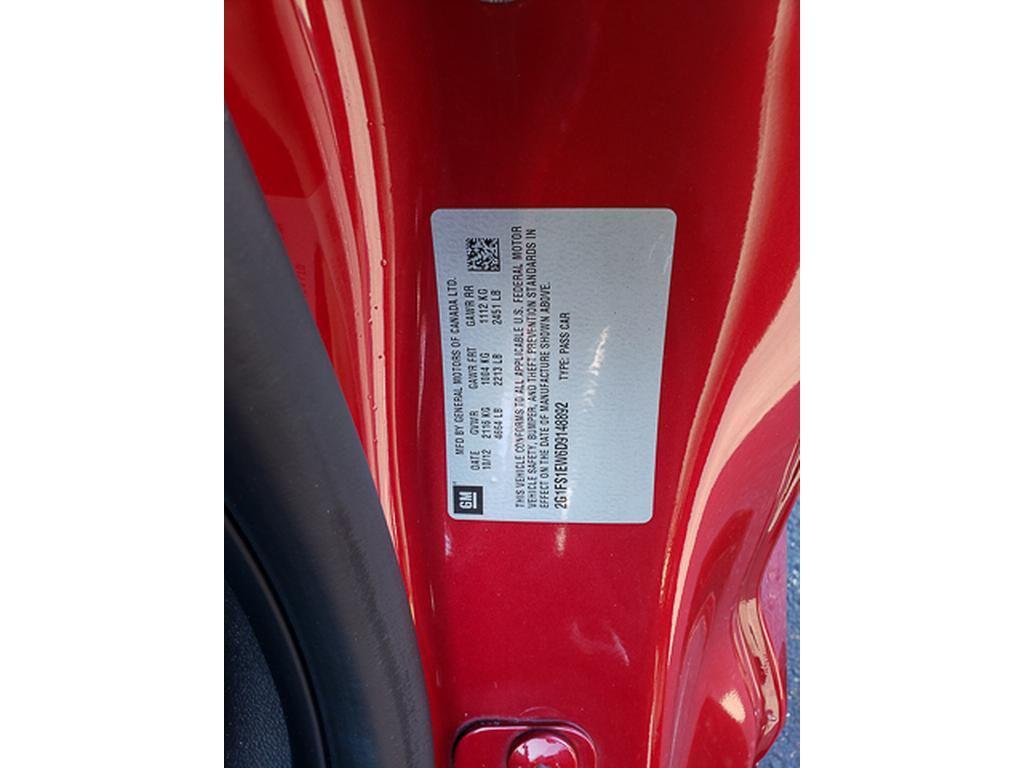 GM
MFD BY GENERAL MOTORS OF CANADA LTD.
DATE GVWR GAWR FRT GAWR RR
10/12 2116 KG 1004 KG 1112 KG
4664 LB 2213 LB 2451 LB
THIS VEHICLE CONFORMS TO ALL APPLICABLE U.S. FEDERAL MOTOR
VEHICLE SAFETY, BUMPER, AND THEFT PREVENTION STANDARDS IN
EFFECT ON THE DATE OF MANUFACTURE SHOWN ABOVE.
2G1FS1EW6D9148892 TYPE: PASS CAR